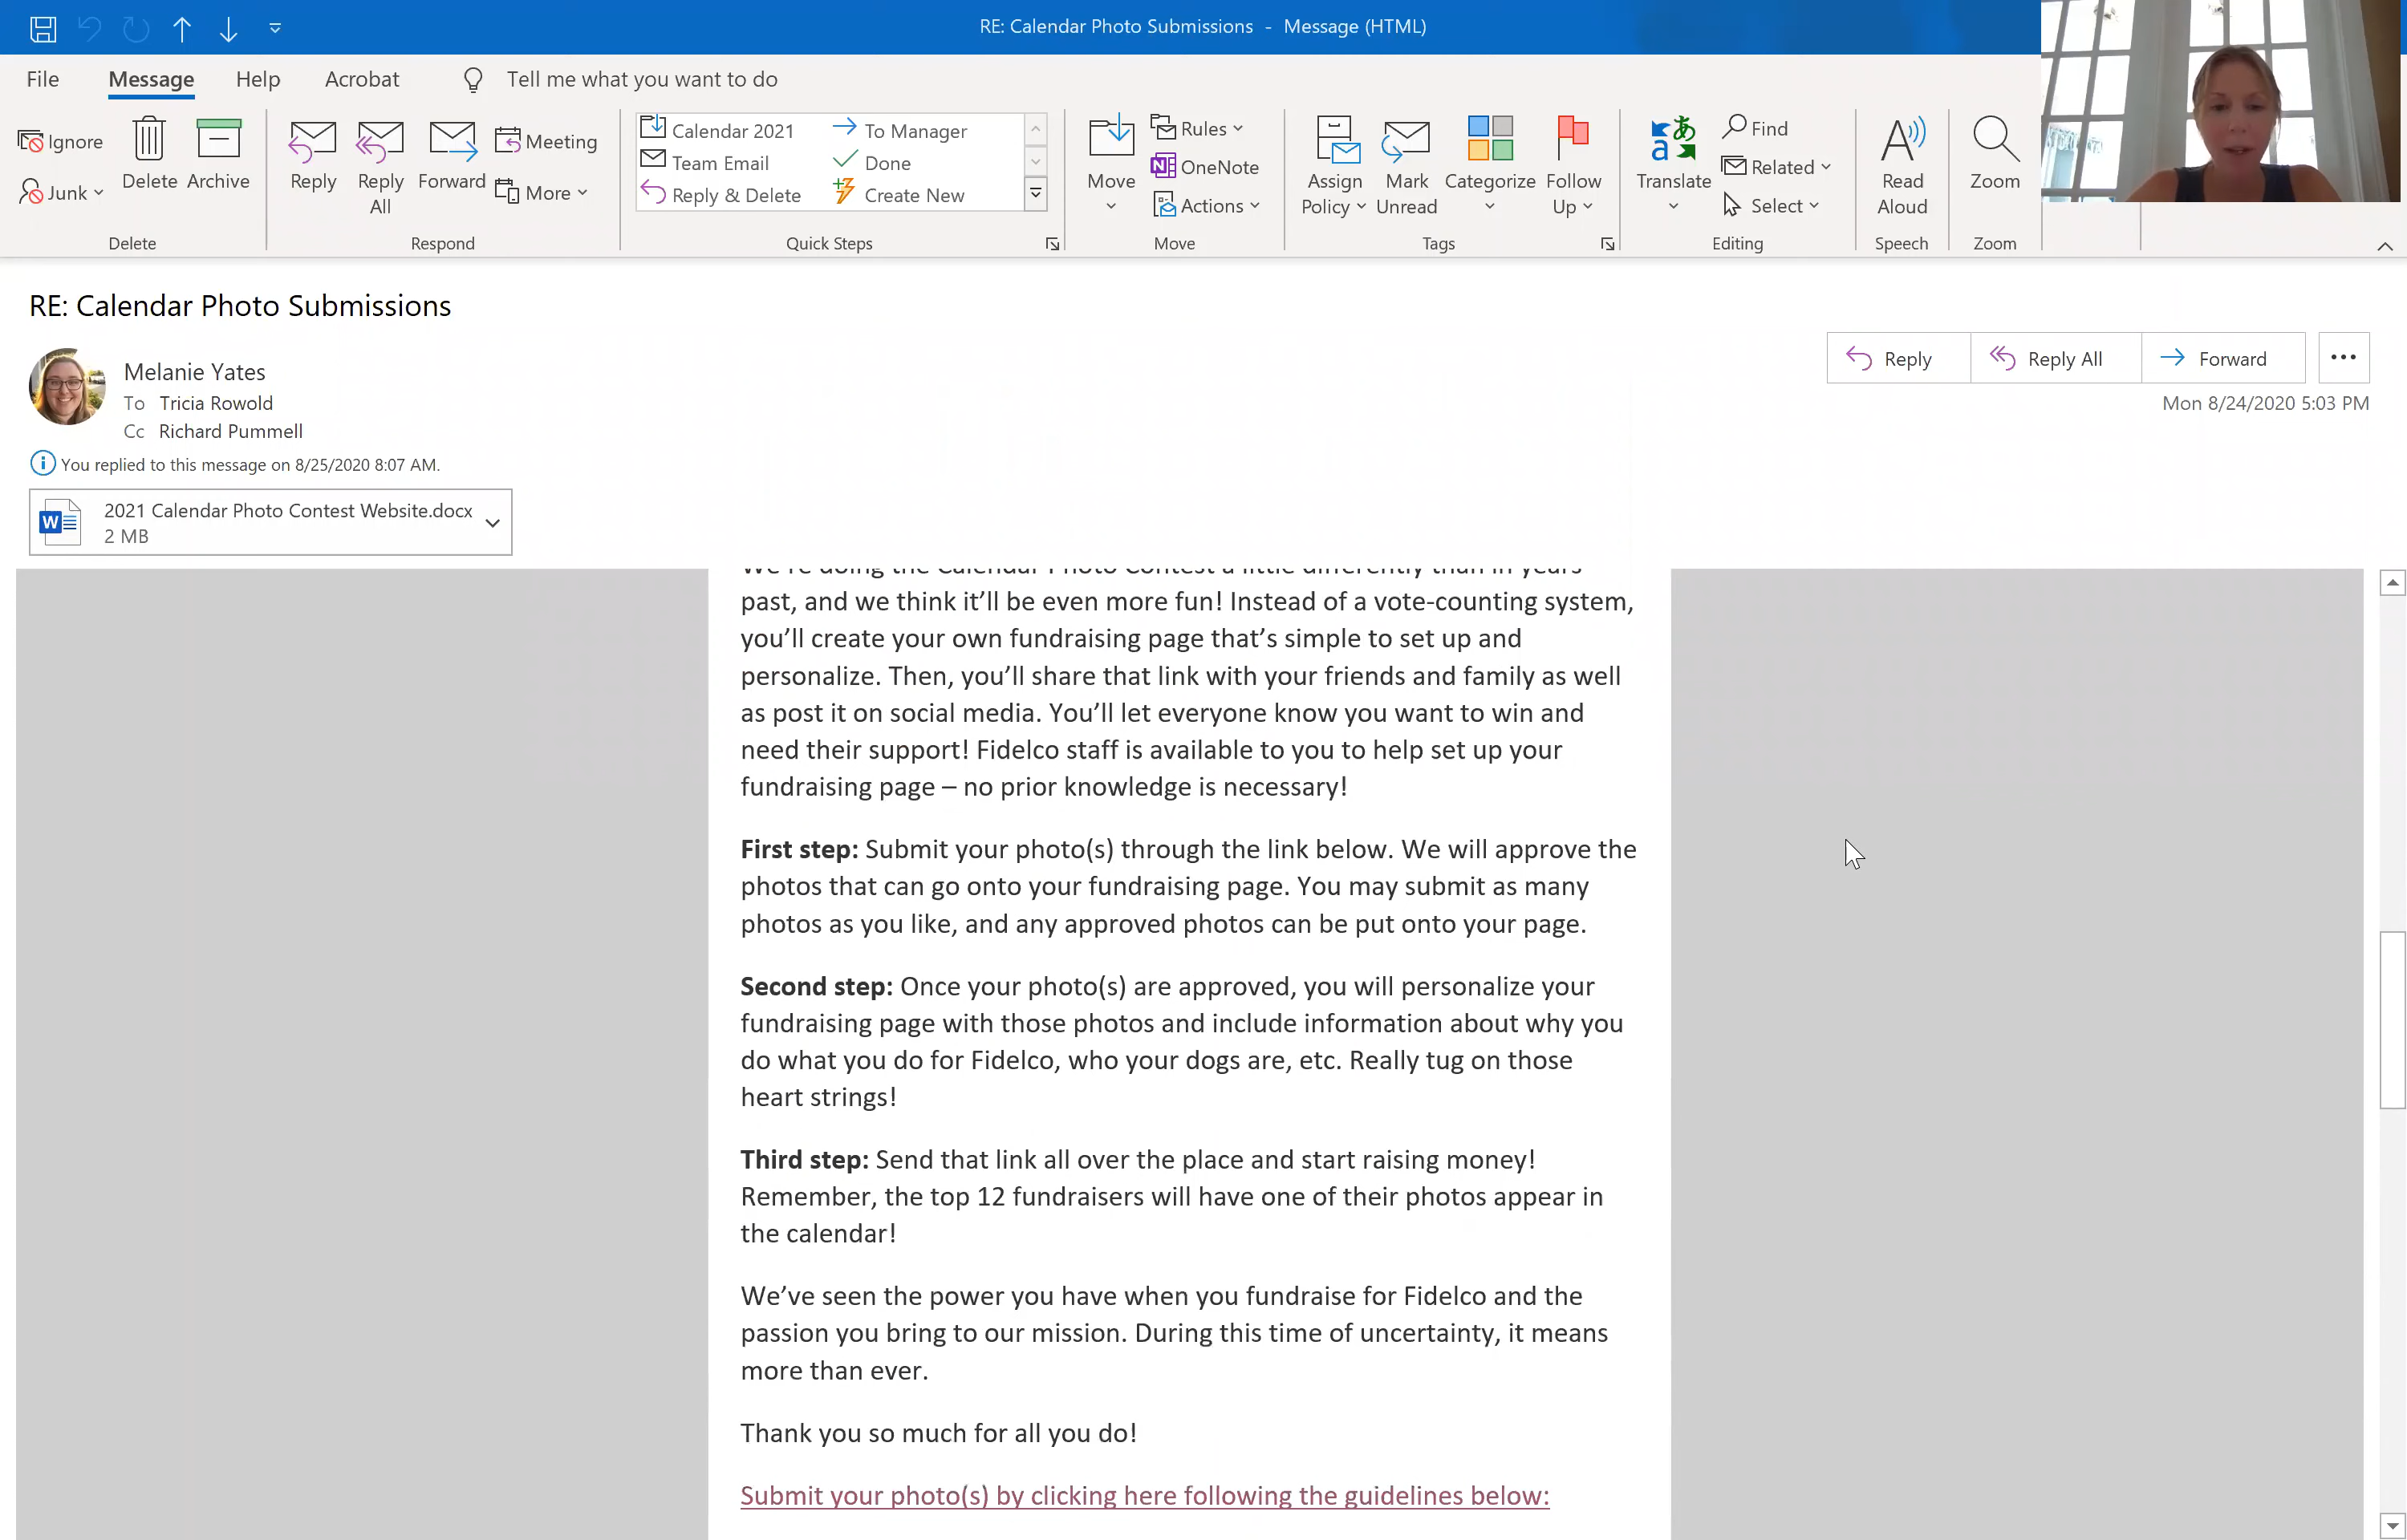 RE: Calendar Photo Submissions - Message (HTML)
File Message Help Acrobat Tell me what you want to do
Ignore
Junk
Delete
Archive
Delete
Reply
Reply All
Forward
Meeting
More
Respond
Calendar 2021
Team Email
Reply & Delete
To Manager
Done
Create New
Quick Steps
Move
Rules
OneNote
Actions
Move
Assign Policy
Mark Unread
Categorize
Follow Up
Tags
Translate
Find
Related
Select
Editing
Read Aloud
Speech
Zoom
Zoom
RE: Calendar Photo Submissions
Melanie Yates
To Tricia Rowold
Cc Richard Pummell
Reply
Reply All
Forward
Mon 8/24/2020 5:03 PM
You replied to this message on 8/25/2020 8:07 AM.
2021 Calendar Photo Contest Website.docx
2 MB
We're doing the Calendar Photo Contest a little differently than in years
past, and we think it'll be even more fun! Instead of a vote-counting system,
you'll create your own fundraising page that's simple to set up and
personalize. Then, you'll share that link with your friends and family as well
as post it on social media. You'll let everyone know you want to win and
need their support! Fidelco staff is available to you to help set up your
fundraising page – no prior knowledge is necessary!
First step: Submit your photo(s) through the link below. We will approve the
photos that can go onto your fundraising page. You may submit as many
photos as you like, and any approved photos can be put onto your page.
Second step: Once your photo(s) are approved, you will personalize your
fundraising page with those photos and include information about why you
do what you do for Fidelco, who your dogs are, etc. Really tug on those
heart strings!
Third step: Send that link all over the place and start raising money!
Remember, the top 12 fundraisers will have one of their photos appear in
the calendar!
We've seen the power you have when you fundraise for Fidelco and the
passion you bring to our mission. During this time of uncertainty, it means
more than ever.
Thank you so much for all you do!
Submit your photo(s) by clicking here following the guidelines below: